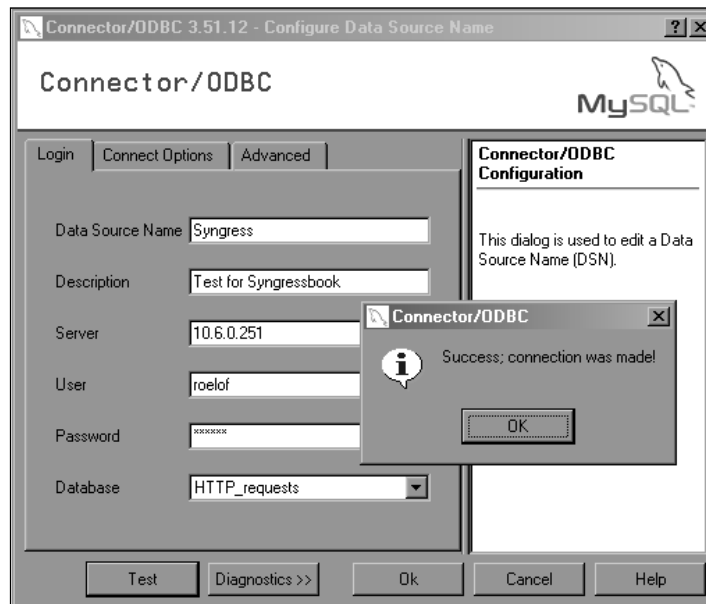 Connector/ODBC 3.51.12 - Configure Data Source Name
Connector/ODBC
MySQL
Login
Connect Options
Advanced
Data Source Name
Syngress
Description
Test for Syngressbook
Server
10.6.0.251
User
roelof
Password
******
Database
HTTP_requests
Connector/ODBC
Configuration
This dialog is used to edit a Data
Source Name (DSN).
Connector/ODBC
Success; connection was made!
OK
Test
Diagnostics >>
Ok
Cancel
Help